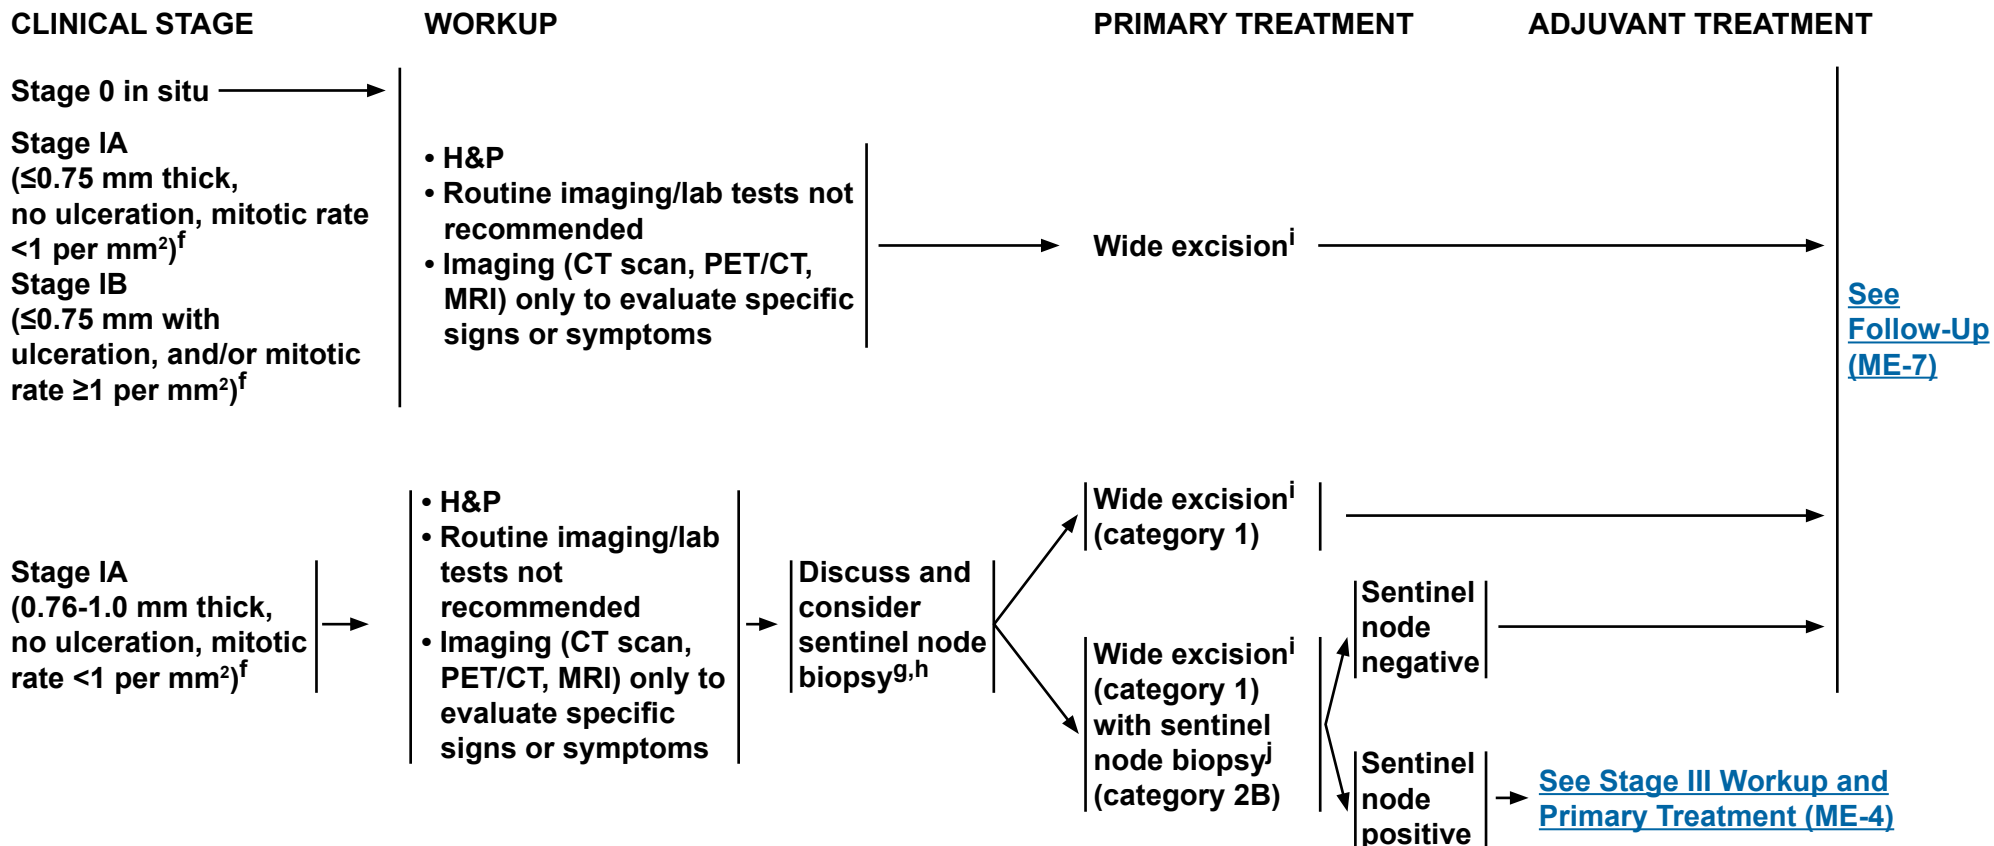 CLINICAL STAGE
WORKUP
PRIMARY TREATMENT
ADJUVANT TREATMENT
Stage 0 in situ
Stage IA
(≤0.75 mm thick,
no ulceration, mitotic rate
<1 per mm²)ᶠ
Stage IB
(≤0.75 mm with
ulceration, and/or mitotic
rate ≥1 per mm²)ᶠ
• H&P
• Routine imaging/lab tests not
recommended
• Imaging (CT scan, PET/CT,
MRI) only to evaluate specific
signs or symptoms
Wide excisionⁱ
See
Follow-Up
(ME-7)
Stage IA
(0.76-1.0 mm thick,
no ulceration, mitotic
rate <1 per mm²)ᶠ
• H&P
• Routine imaging/lab
tests not
recommended
• Imaging (CT scan,
PET/CT, MRI) only to
evaluate specific
signs or symptoms
Discuss and
consider
sentinel node
biopsyᵍ,ʰ
Wide excisionⁱ
(category 1)
Wide excisionⁱ
(category 1)
with sentinel
node biopsyʲ
(category 2B)
Sentinel
node
negative
Sentinel
node
positive
See Stage III Workup and
Primary Treatment (ME-4)